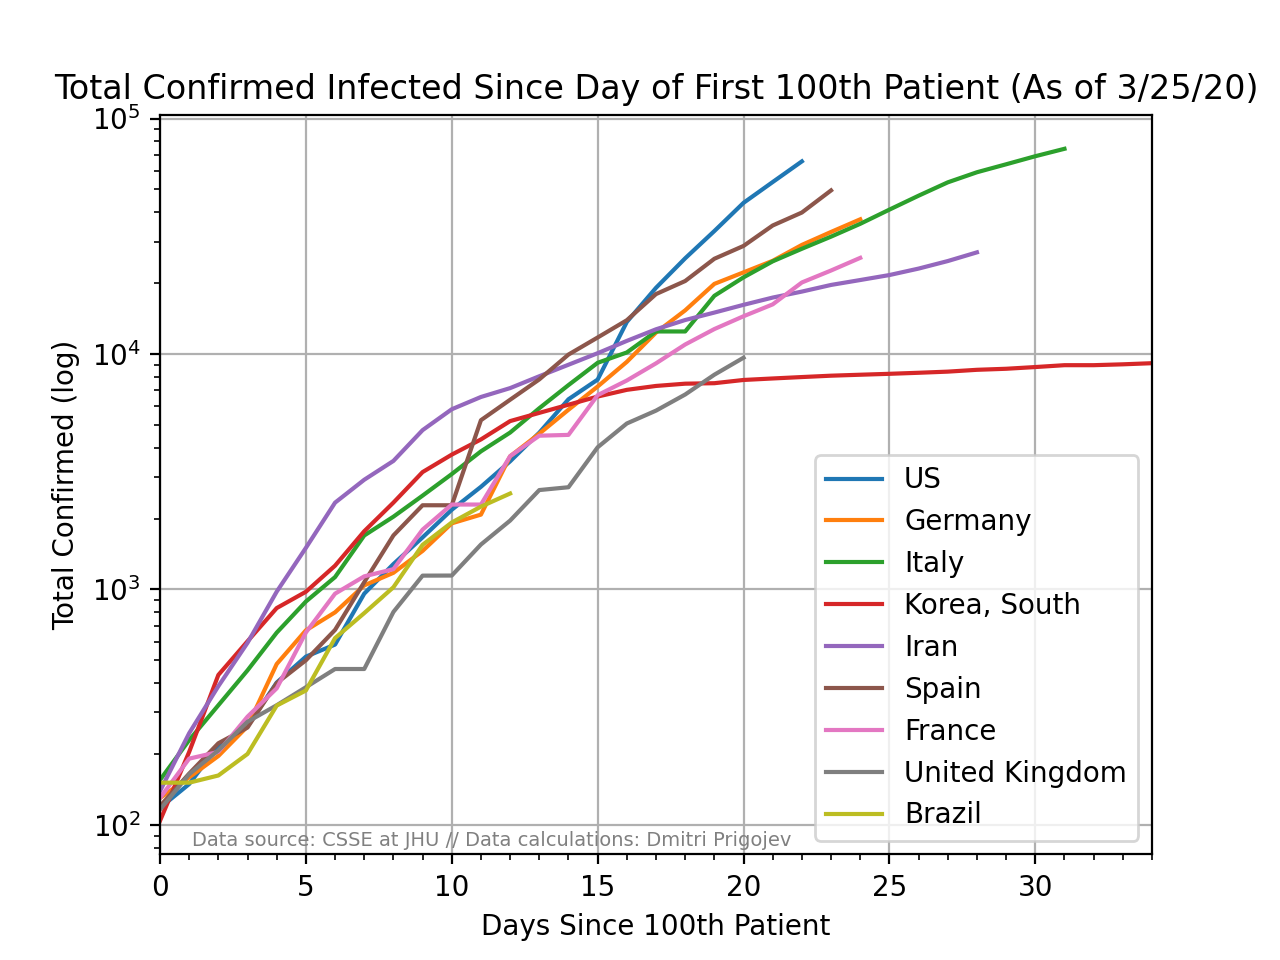 Total Confirmed Infected Since Day of First 100th Patient (As of 3/25/20)
Total Confirmed (log)
10^5
10^4
10^3
10^2
US
Germany
Italy
Korea, South
Iran
Spain
France
United Kingdom
Brazil
Data source: CSSE at JHU // Data calculations: Dmitri Prigojev
0 5 10 15 20 25 30
Days Since 100th Patient